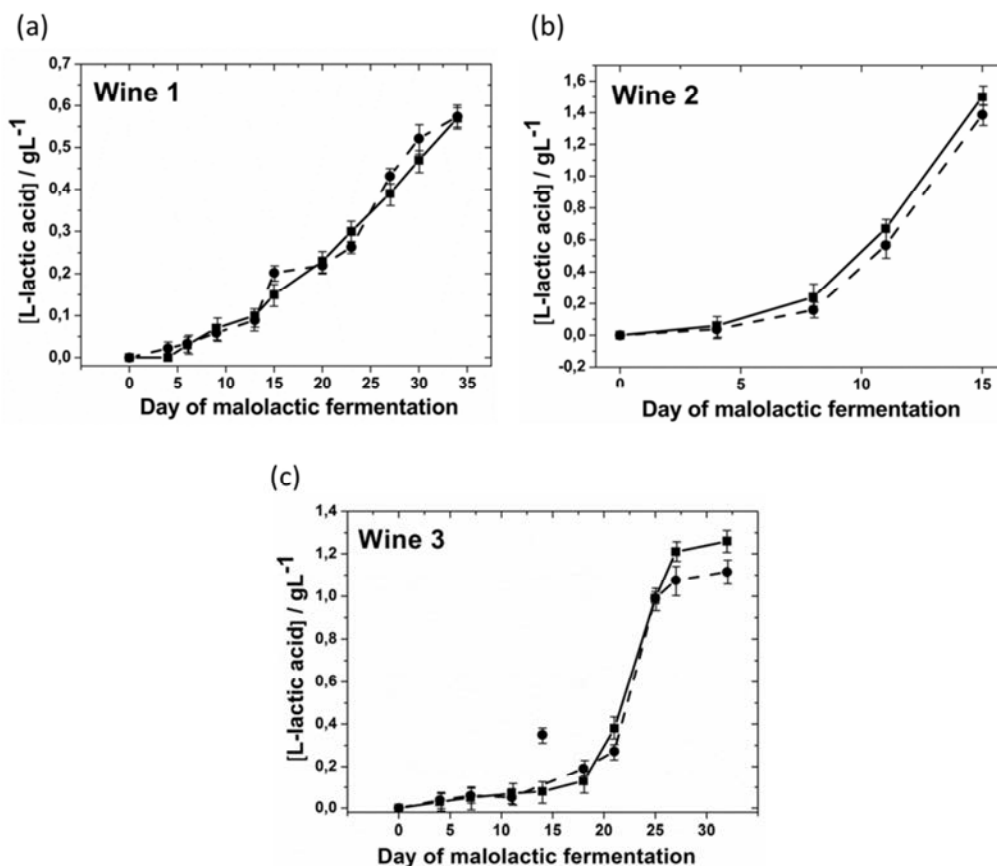 (a)
Wine 1
0,7
0,6
0,5
0,4
0,3
0,2
0,1
0,0
[L-lactic acid] / gL⁻¹
0 5 10 15 20 25 30 35
Day of malolactic fermentation
(b)
Wine 2
1,6
1,4
1,2
1,0
0,8
0,6
0,4
0,2
0,0
-0,2
[L-lactic acid] / gL⁻¹
0 5 10 15
Day of malolactic fermentation
(c)
Wine 3
1,4
1,2
1,0
0,8
0,6
0,4
0,2
0,0
[L-lactic acid] / gL⁻¹
0 5 10 15 20 25 30
Day of malolactic fermentation